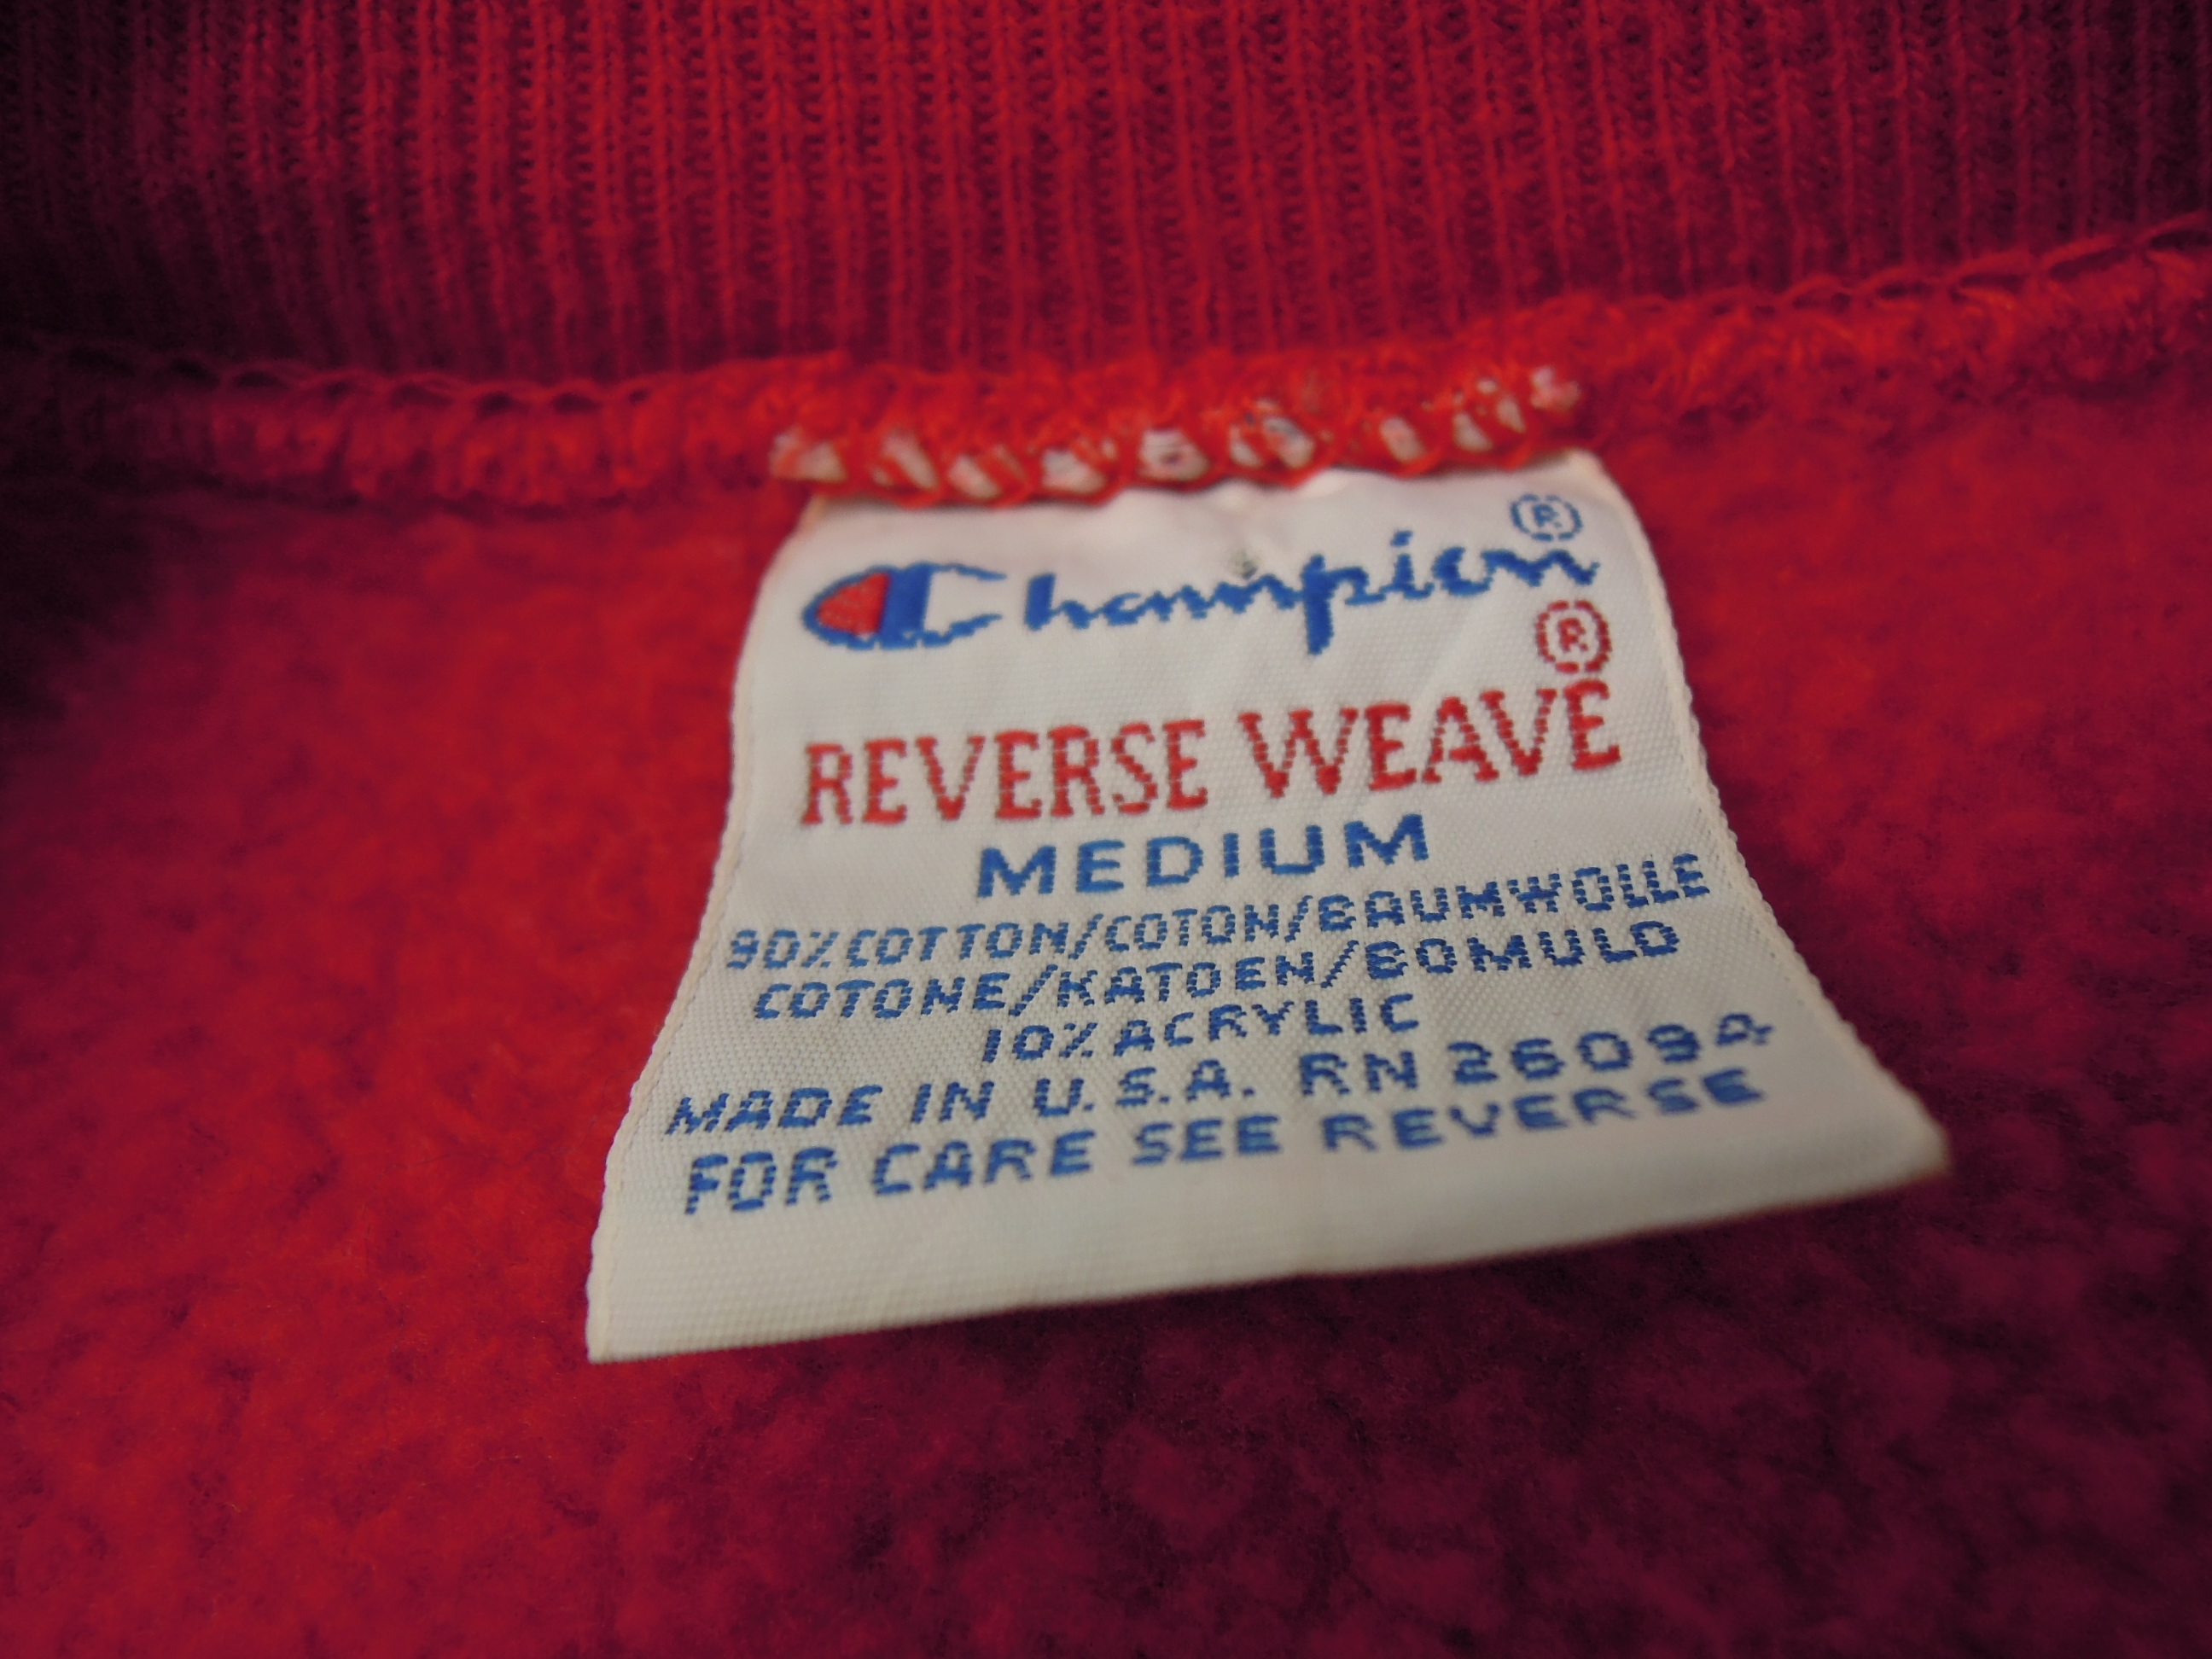 Champion®
REVERSE WEAVE®
MEDIUM
90% COTTON/COTON/BAUMWOLLE
COTONE/KATOEN/BOMULD
10% ACRYLIC
MADE IN U.S.A. RN 26094
FOR CARE SEE REVERSE